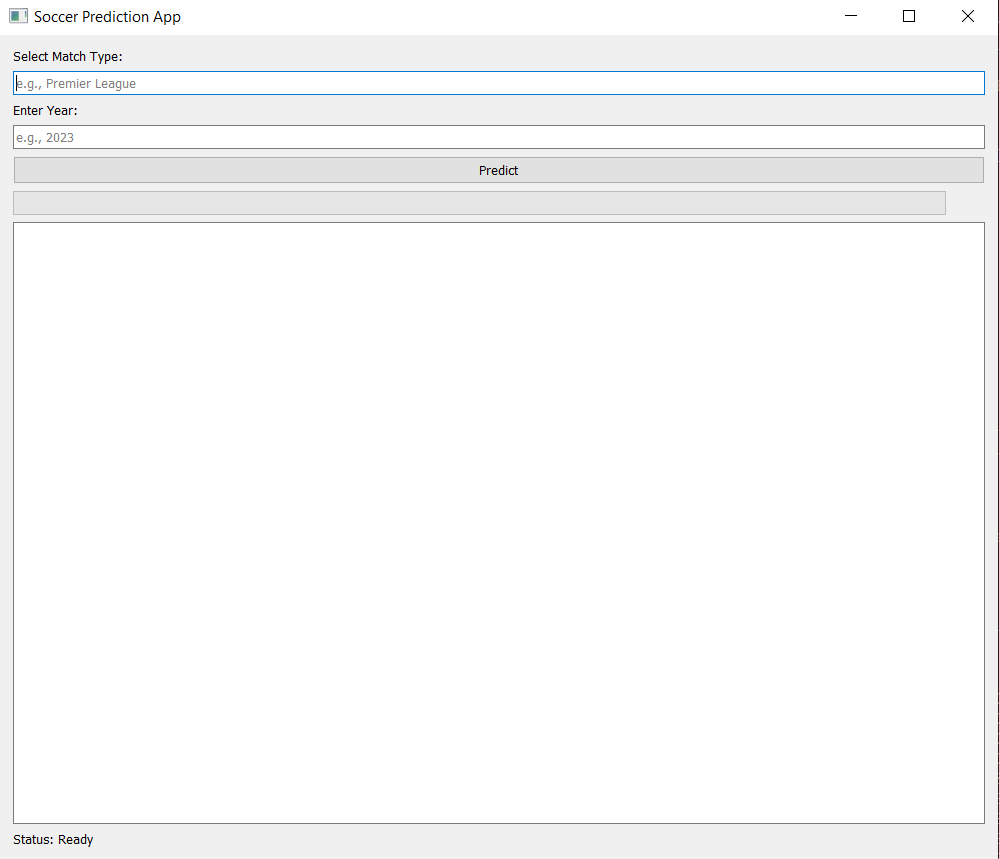 Soccer Prediction App
Select Match Type:
e.g., Premier League
Enter Year:
e.g., 2023
Predict
Status: Ready